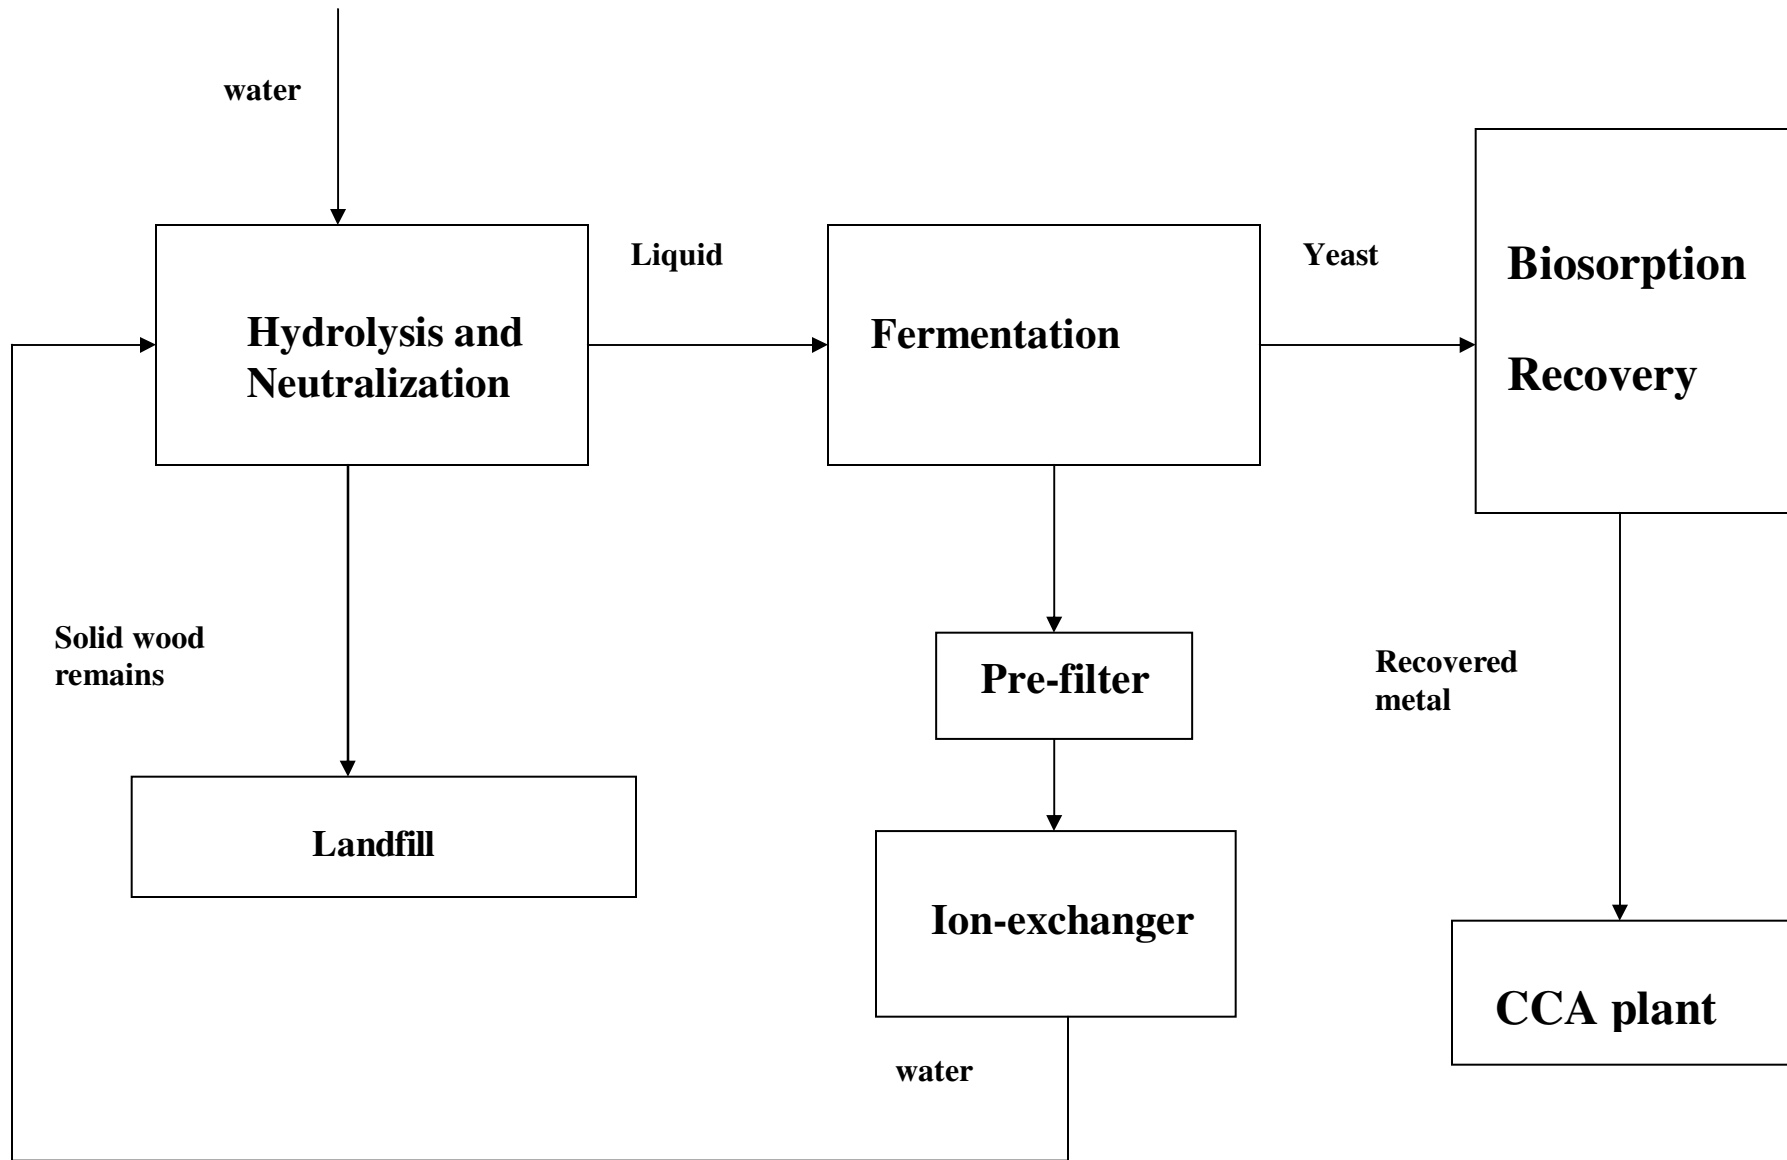 water
Liquid
Yeast
Biosorption
Recovery
Hydrolysis and
Neutralization
Fermentation
Solid wood
remains
Pre-filter
Recovered
metal
Landfill
Ion-exchanger
CCA plant
water